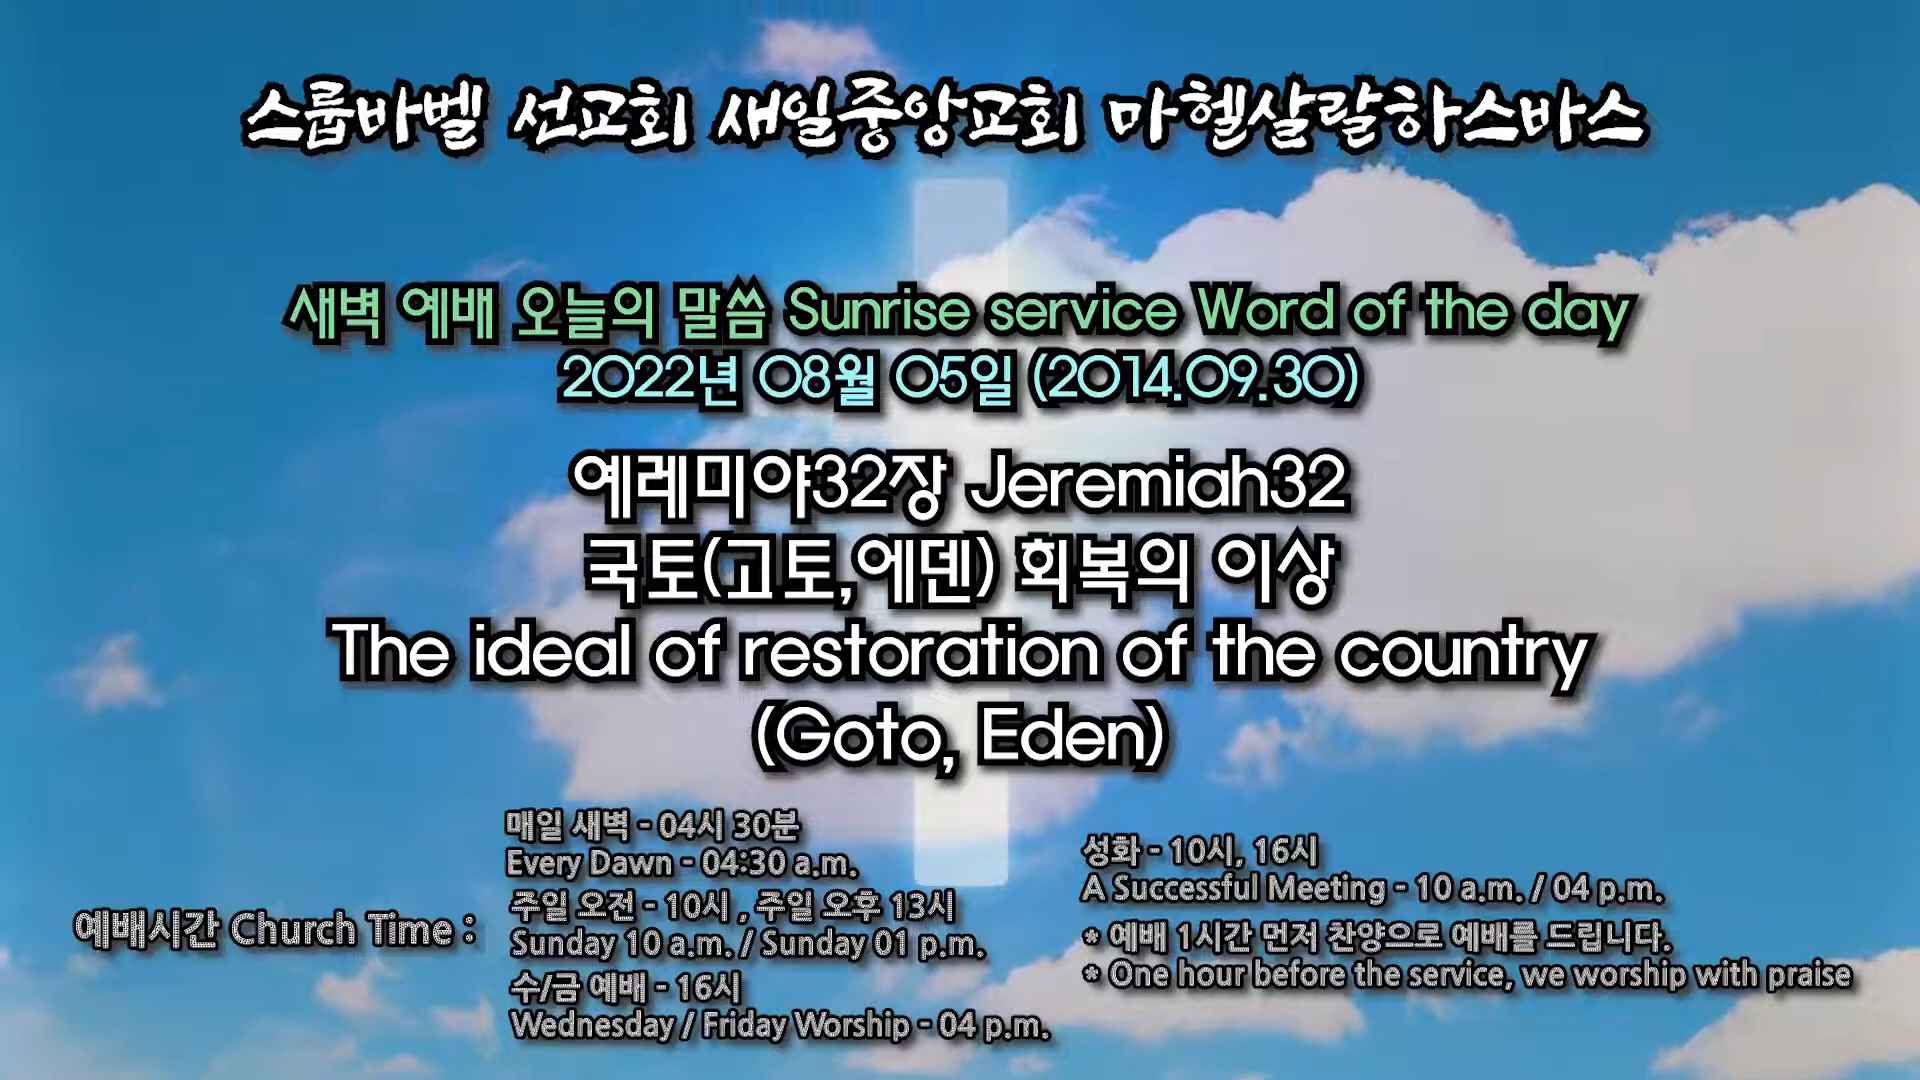 스룹바벨 선교회 새일중앙교회 마헬살랄하스바스
새벽 예배 오늘의 말씀 Sunrise service Word of the day
2022년 08월 05일 (2014.09.30)
예레미야32장 Jeremiah32
국토(고토,에덴) 회복의 이상
The ideal of restoration of the country
(Goto, Eden)
예배시간 Church Time :
매일 새벽 - 04시 30분
Every Dawn - 04:30 a.m.
주일 오전 - 10시 , 주일 오후 13시
Sunday 10 a.m. / Sunday 01 p.m.
수/금 예배 - 16시
Wednesday / Friday Worship - 04 p.m.
성화 - 10시, 16시
A Successful Meeting - 10 a.m. / 04 p.m.
* 예배 1시간 먼저 찬양으로 예배를 드립니다.
* One hour before the service, we worship with praise